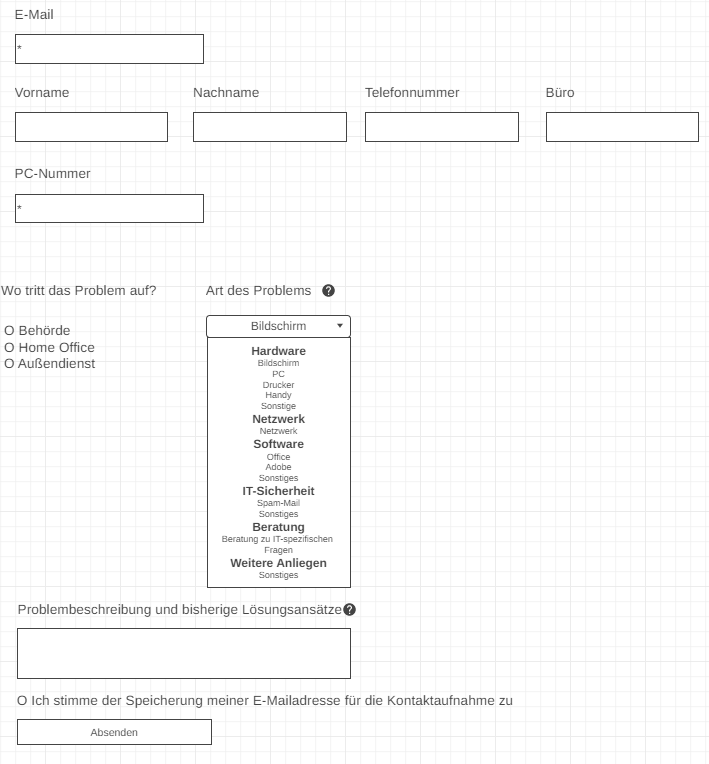 E-Mail
*
Vorname Nachname Telefonnummer Büro
PC-Nummer
*
Wo tritt das Problem auf? Art des Problems ?
O Behörde
O Home Office
O Außendienst
Bildschirm
Hardware
Bildschirm
PC
Drucker
Handy
Sonstige
Netzwerk
Netzwerk
Software
Office
Adobe
Sonstiges
IT-Sicherheit
Spam-Mail
Sonstiges
Beratung
Beratung zu IT-spezifischen
Fragen
Weitere Anliegen
Sonstiges
Problembeschreibung und bisherige Lösungsansätze ?
O Ich stimme der Speicherung meiner E-Mailadresse für die Kontaktaufnahme zu
Absenden